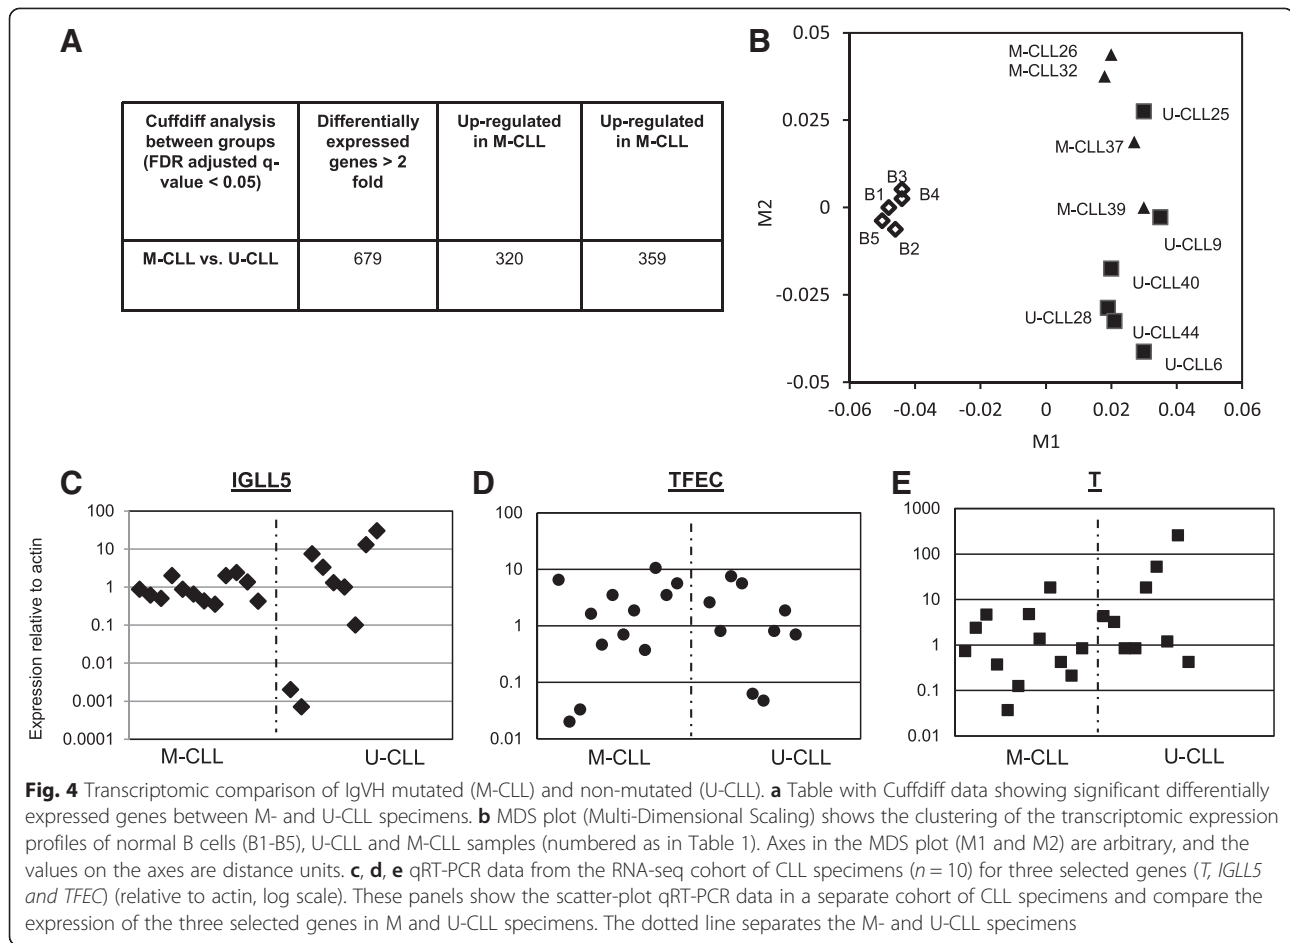 A
Cuffdiff analysis between groups (FDR adjusted q-value < 0.05)
Differentially expressed genes > 2 fold
Up-regulated in M-CLL
Up-regulated in M-CLL
M-CLL vs. U-CLL
679
320
359
B
0.05
0.025
0
-0.025
-0.05
M2
-0.06
-0.04
-0.02
0
0.02
0.04
0.06
M1
M-CLL26
M-CLL32
U-CLL25
M-CLL37
B3
B1
B4
B5
B2
M-CLL39
U-CLL9
U-CLL40
U-CLL28
U-CLL44
U-CLL6
C
IGLL5
Expression relative to actin
100
10
1
0.1
0.01
0.001
0.0001
M-CLL
U-CLL
D
TFEC
100
10
1
0.1
0.01
M-CLL
U-CLL
E
T
1000
100
10
1
0.1
0.01
M-CLL
U-CLL
Fig. 4 Transcriptomic comparison of IgVH mutated (M-CLL) and non-mutated (U-CLL). a Table with Cuffdiff data showing significant differentially
expressed genes between M- and U-CLL specimens. b MDS plot (Multi-Dimensional Scaling) shows the clustering of the transcriptomic expression
profiles of normal B cells (B1-B5), U-CLL and M-CLL samples (numbered as in Table 1). Axes in the MDS plot (M1 and M2) are arbitrary, and the
values on the axes are distance units. c, d, e qRT-PCR data from the RNA-seq cohort of CLL specimens (n = 10) for three selected genes (T, IGLL5
and TFEC) (relative to actin, log scale). These panels show the scatter-plot qRT-PCR data in a separate cohort of CLL specimens and compare the
expression of the three selected genes in M and U-CLL specimens. The dotted line separates the M- and U-CLL specimens